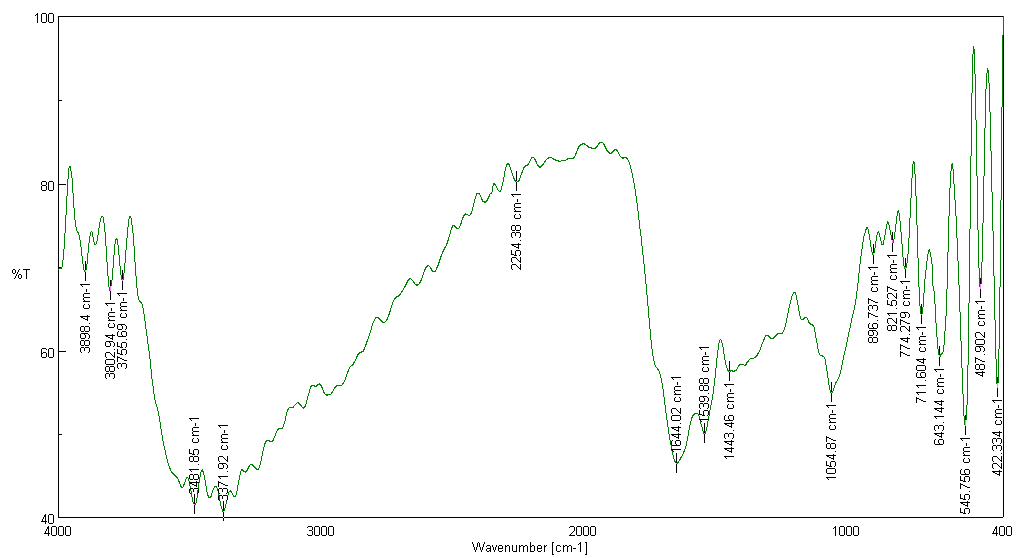 100
80
%T
60
40
4000
3000
2000
1000
400
Wavenumber [cm-1]
3898.4 cm-1
3802.94 cm-1
3755.69 cm-1
3481.85 cm-1
3371.92 cm-1
2254.38 cm-1
1644.02 cm-1
1539.88 cm-1
1443.46 cm-1
1054.87 cm-1
896.737 cm-1
821.527 cm-1
774.279 cm-1
711.604 cm-1
643.144 cm-1
545.756 cm-1
487.902 cm-1
422.334 cm-1